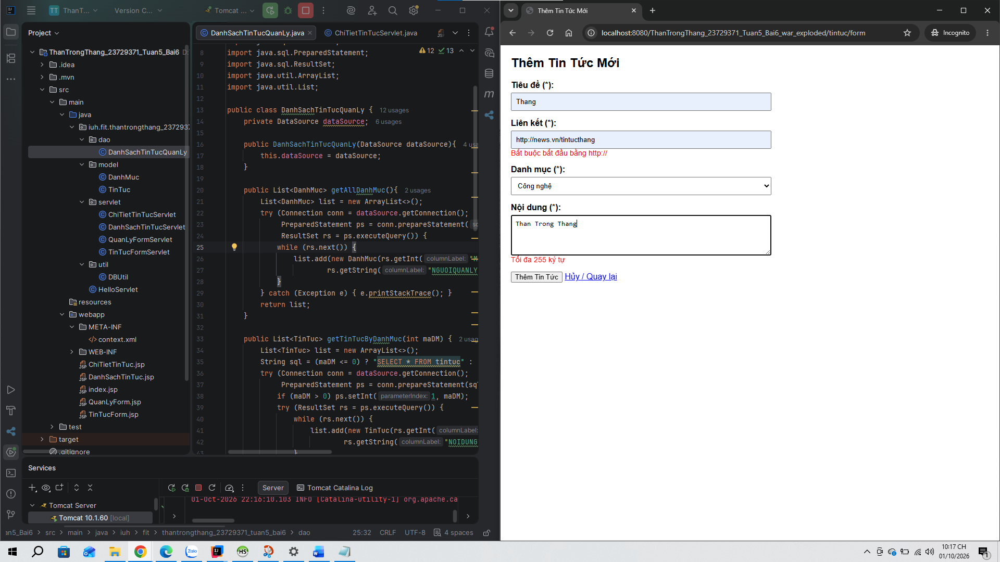 TT ThanT...
Version C...
Tomcat ...
Project
ThanTrongThang_23729371_Tuan5_Bai6 D:
.idea
.mvn
src
main
java
iuh.fit.thantrongthang_23729371
dao
DanhSachTinTucQuanLy
model
DanhMuc
TinTuc
servlet
ChiTietTinTucServlet
DanhSachTinTucServlet
QuanLyFormServlet
TinTucFormServlet
util
DBUtil
HelloServlet
resources
webapp
META-INF
context.xml
WEB-INF
ChiTietTinTuc.jsp
DanhSachTinTuc.jsp
index.jsp
QuanLyForm.jsp
TinTucForm.jsp
test
target
.gitignore
DanhSachTinTucQuanLy.java
ChiTietTinTucServlet.java
12 13
8 import java.sql.PreparedStatement;
9 import java.sql.ResultSet;
10 import java.util.ArrayList;
11 import java.util.List;
12
13 public class DanhSachTinTucQuanLy { 12 usages
14 private DataSource dataSource; 6 usages
15
16 public DanhSachTinTucQuanLy(DataSource dataSource){ 4 usa
17 this.dataSource = dataSource;
18 }
19
20 public List<DanhMuc> getAllDanhMuc(){ 2 usages
21 List<DanhMuc> list = new ArrayList<>();
22 try (Connection conn = dataSource.getConnection();
23 PreparedStatement ps = conn.prepareStatement(
24 ResultSet rs = ps.executeQuery()) {
25 while (rs.next()) {
26 list.add(new DanhMuc(rs.getInt( columnLabel: "M
27 rs.getString( columnLabel: "NGUOIQUANLY
28 }
29 } catch (Exception e) { e.printStackTrace(); }
30 return list;
31 }
32
33 public List<TinTuc> getTinTucByDanhMuc(int maDM) { 2 usag
34 List<TinTuc> list = new ArrayList<>();
35 String sql = (maDM <= 0) ? "SELECT * FROM tintuc" :
36 try (Connection conn = dataSource.getConnection();
37 PreparedStatement ps = conn.prepareStatement(sq
38 if (maDM > 0) ps.setInt( parameterIndex: 1, maDM);
39 try (ResultSet rs = ps.executeQuery()) {
40 while (rs.next()) {
41 list.add(new TinTuc(rs.getInt( columnLabel:
42 rs.getString( columnLabel: "NOIDUNG
43 }
Services
Server
Tomcat Catalina Log
Tomcat Server
Tomcat 10.1.60 [local]
01-Oct-2026 22:16:10.103 INFO [Catalina-utility-1] org.apache.ca
an5_Bai6 > src > main > java > iuh > fit > thantrongthang_23729371_tuan5_bai6 > dao
25:32 CRLF UTF-8 4 spaces
Thêm Tin Tức Mới
localhost:8080/ThanTrongThang_23729371_Tuan5_Bai6_war_exploded/tintuc/form
Incognito
Thêm Tin Tức Mới
Tiêu đề (*):
Thang
Liên kết (*):
http://news.vn/tintucthang
Bắt buộc bắt đầu bằng http://
Danh mục (*):
Công nghệ
Nội dung (*):
Than Trong Thang
Tối đa 255 ký tự
Thêm Tin Tức Hủy / Quay lại
Zalo
HS
10:17 CH
01/10/2026
1